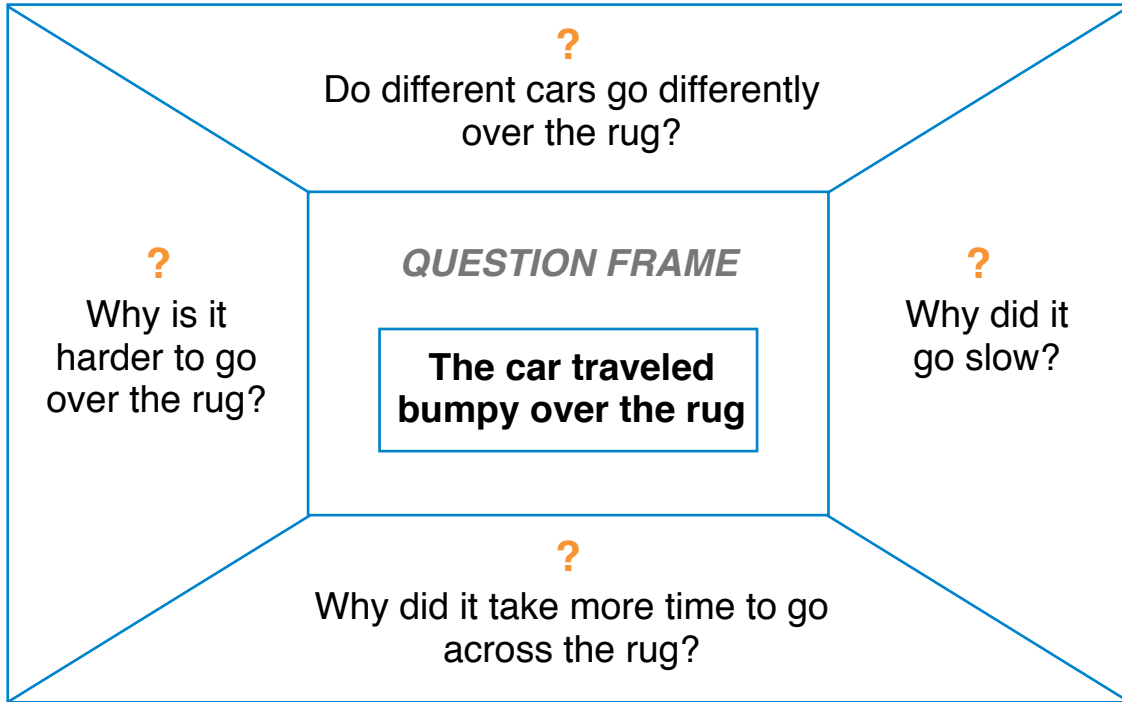 ?
Do different cars go differently
over the rug?
?
Why is it
harder to go
over the rug?
QUESTION FRAME
The car traveled
bumpy over the rug
?
Why did it
go slow?
?
Why did it take more time to go
across the rug?